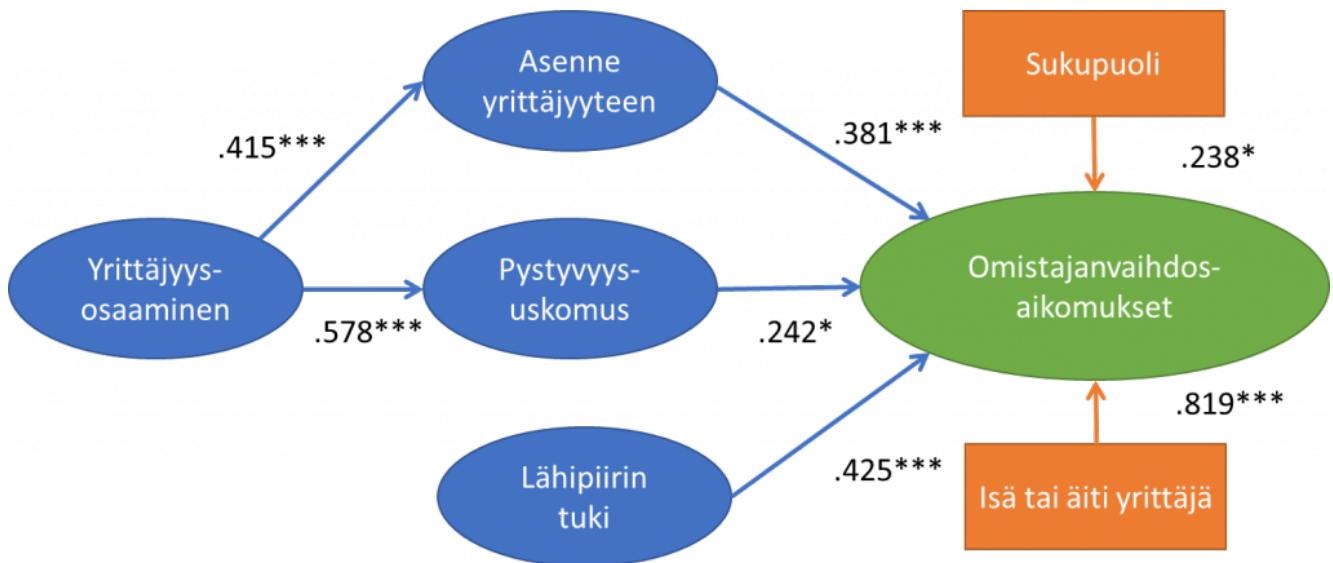 Asenne
yrittäjyyteen
Sukupuoli
.415***
.381***
.238*
Yrittäjyys-
osaaminen
Pystyvyys-
uskomus
Omistajanvaihdos-
aikomukset
.578***
.242*
.819***
Lähipiirin
tuki
.425***
Isä tai äiti yrittäjä